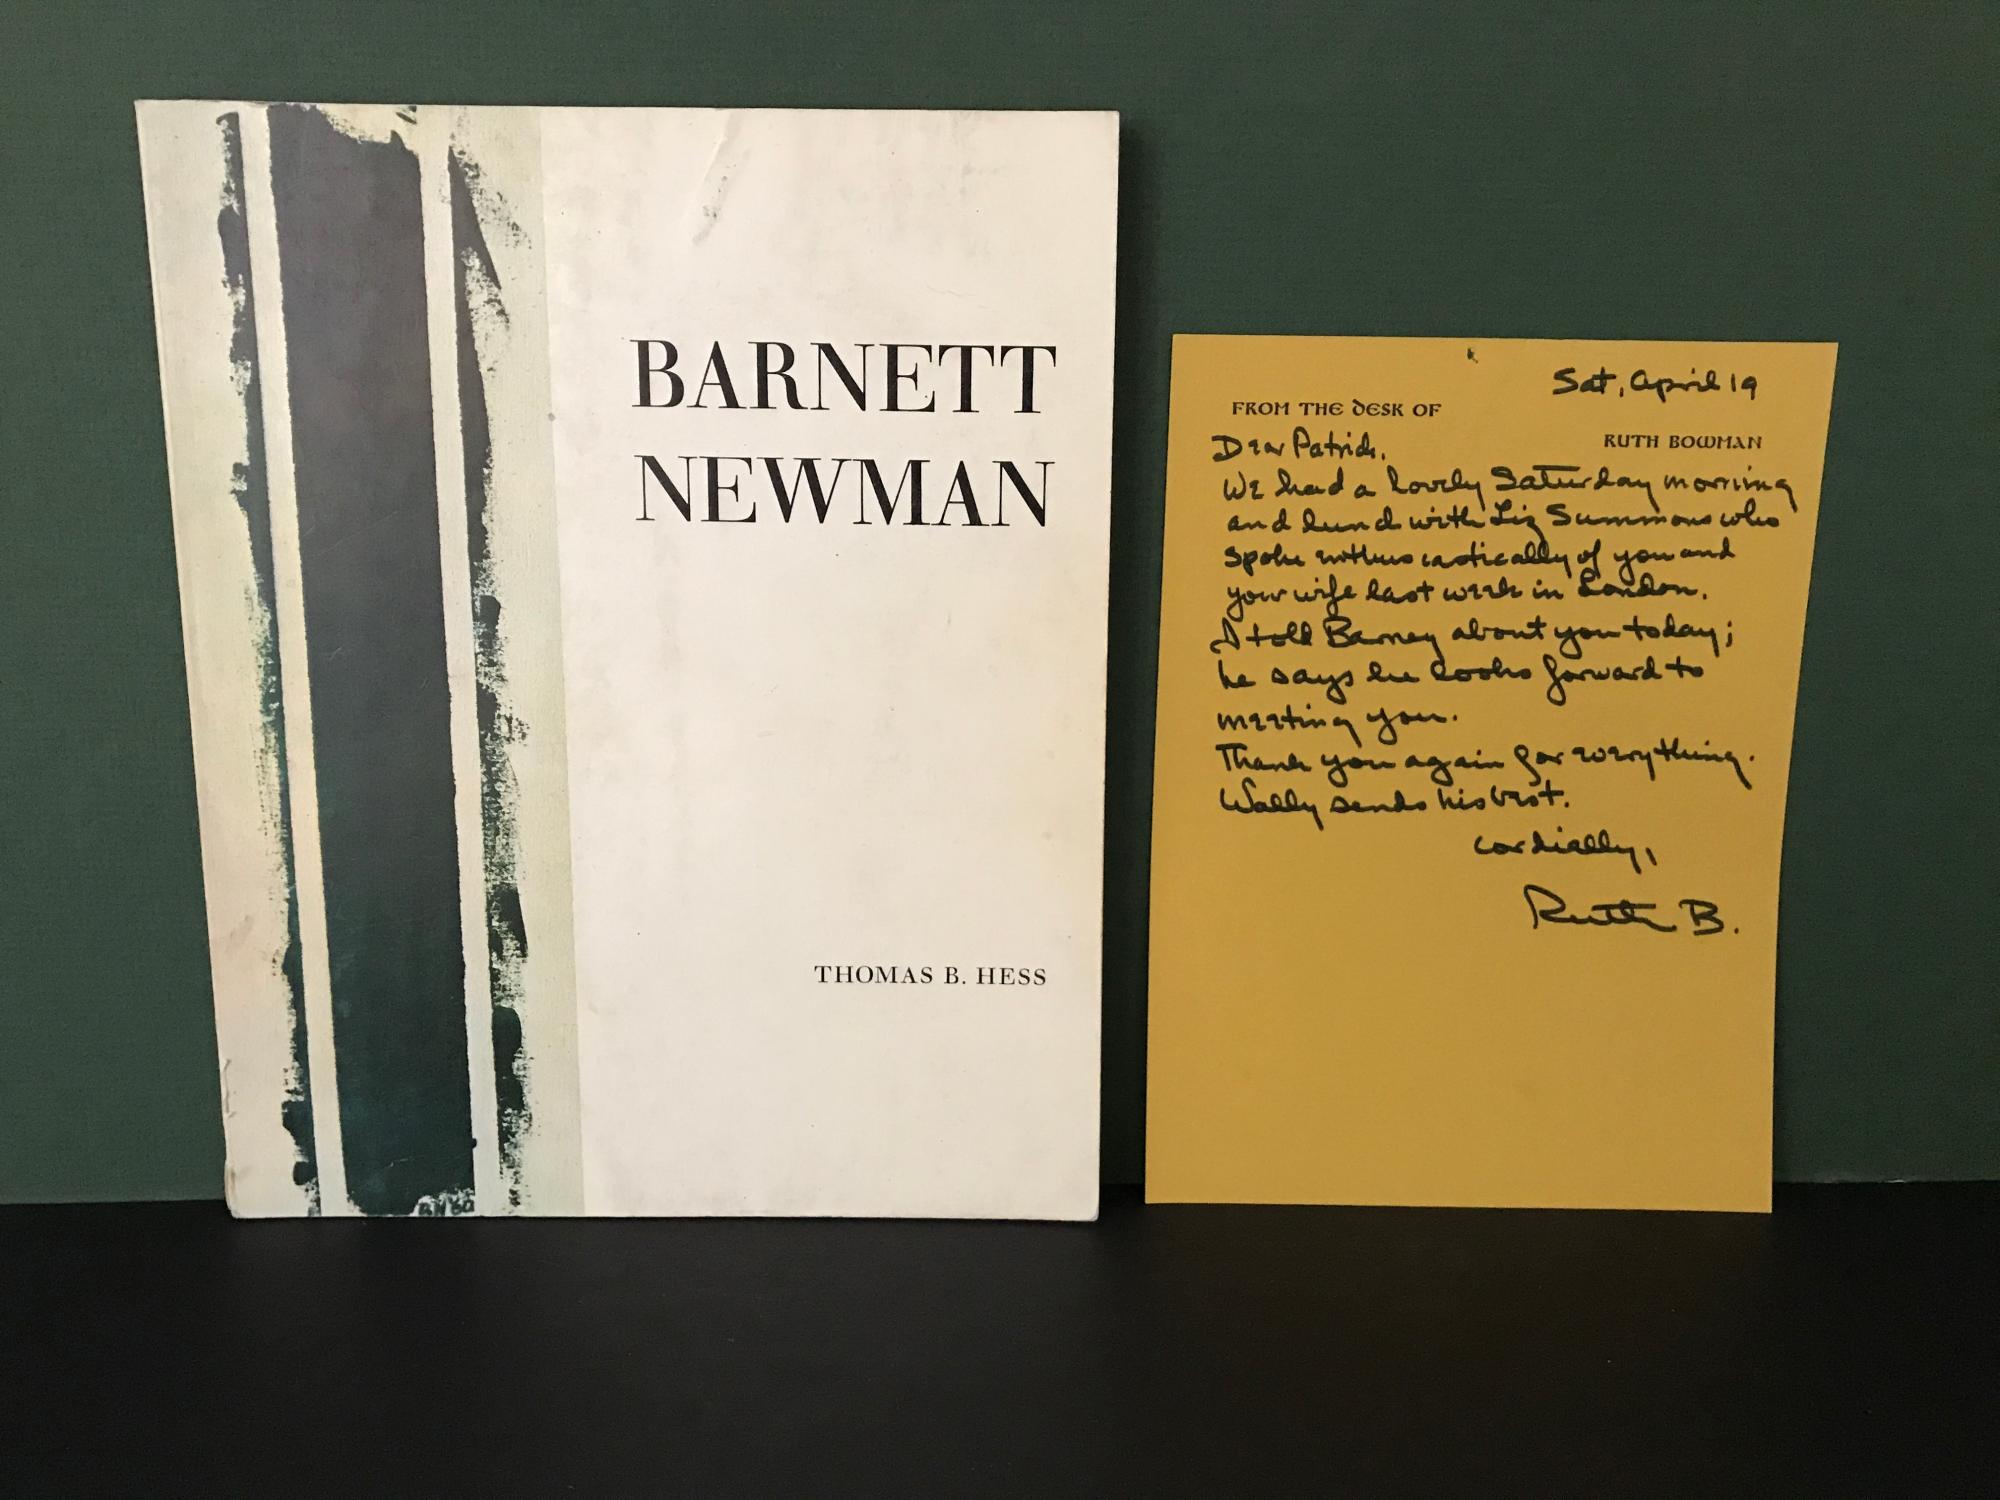 BARNETT
NEWMAN
THOMAS B. HESS
BN 60
Sat, April 19
FROM THE DESK OF
RUTH BOWMAN
Dear Patrick,
We had a lovely Saturday morning
and lunch with Liz Summons who
spoke enthusiastically of you and
your wife last week in London.
I told Barney about you today;
he says he looks forward to
meeting you.
Thank you again for everything.
Wally sends his best.
Cordially,
Ruth B.